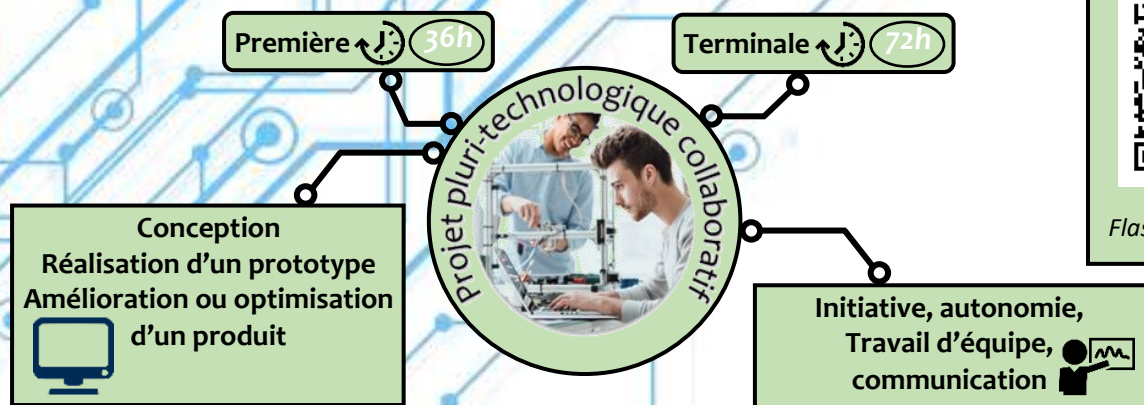 Première 36h
Terminale 72h
Projet pluri-technologique collaboratif
Conception
Réalisation d'un prototype
Amélioration ou optimisation
d'un produit
Initiative, autonomie,
Travail d'équipe,
communication